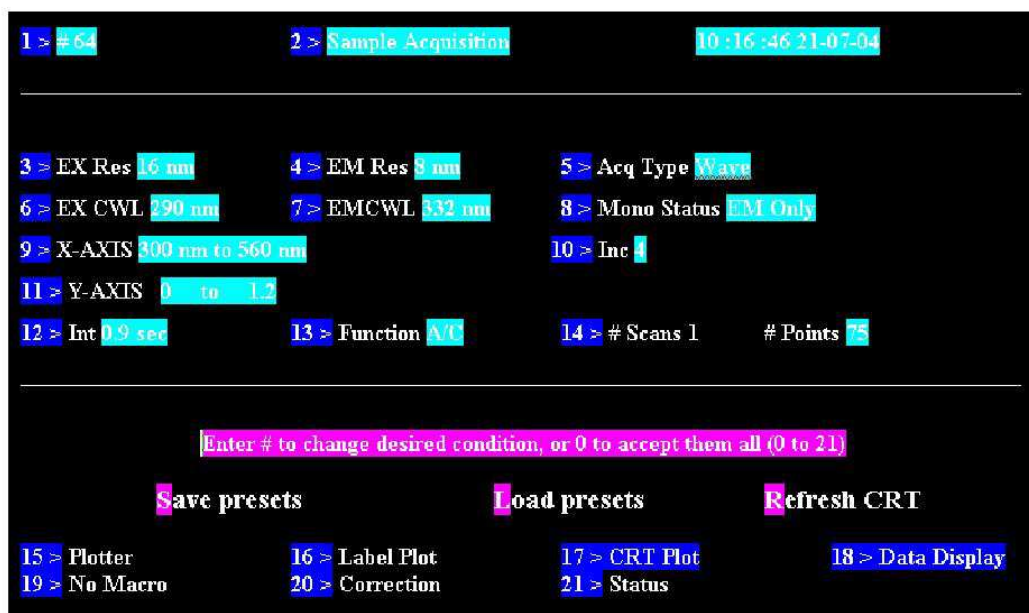 1 > # 64 2 > Sample Acquisition 10 :16 :46 21-07-04
3 > EX Res 16 nm 4 > EM Res 8 nm 5 > Acq Type Wave
6 > EX CWL 290 nm 7 > EMCWL 332 nm 8 > Mono Status EM Only
9 > X-AXIS 300 nm to 560 nm 10 > Inc 4
11 > Y-AXIS 0 to 1.2
12 > Int 0.9 sec 13 > Function A/C 14 > # Scans 1 # Points 75
Enter # to change desired condition, or 0 to accept them all (0 to 21)
Save presets Load presets Refresh CRT
15 > Plotter 16 > Label Plot 17 > CRT Plot 18 > Data Display
19 > No Macro 20 > Correction 21 > Status